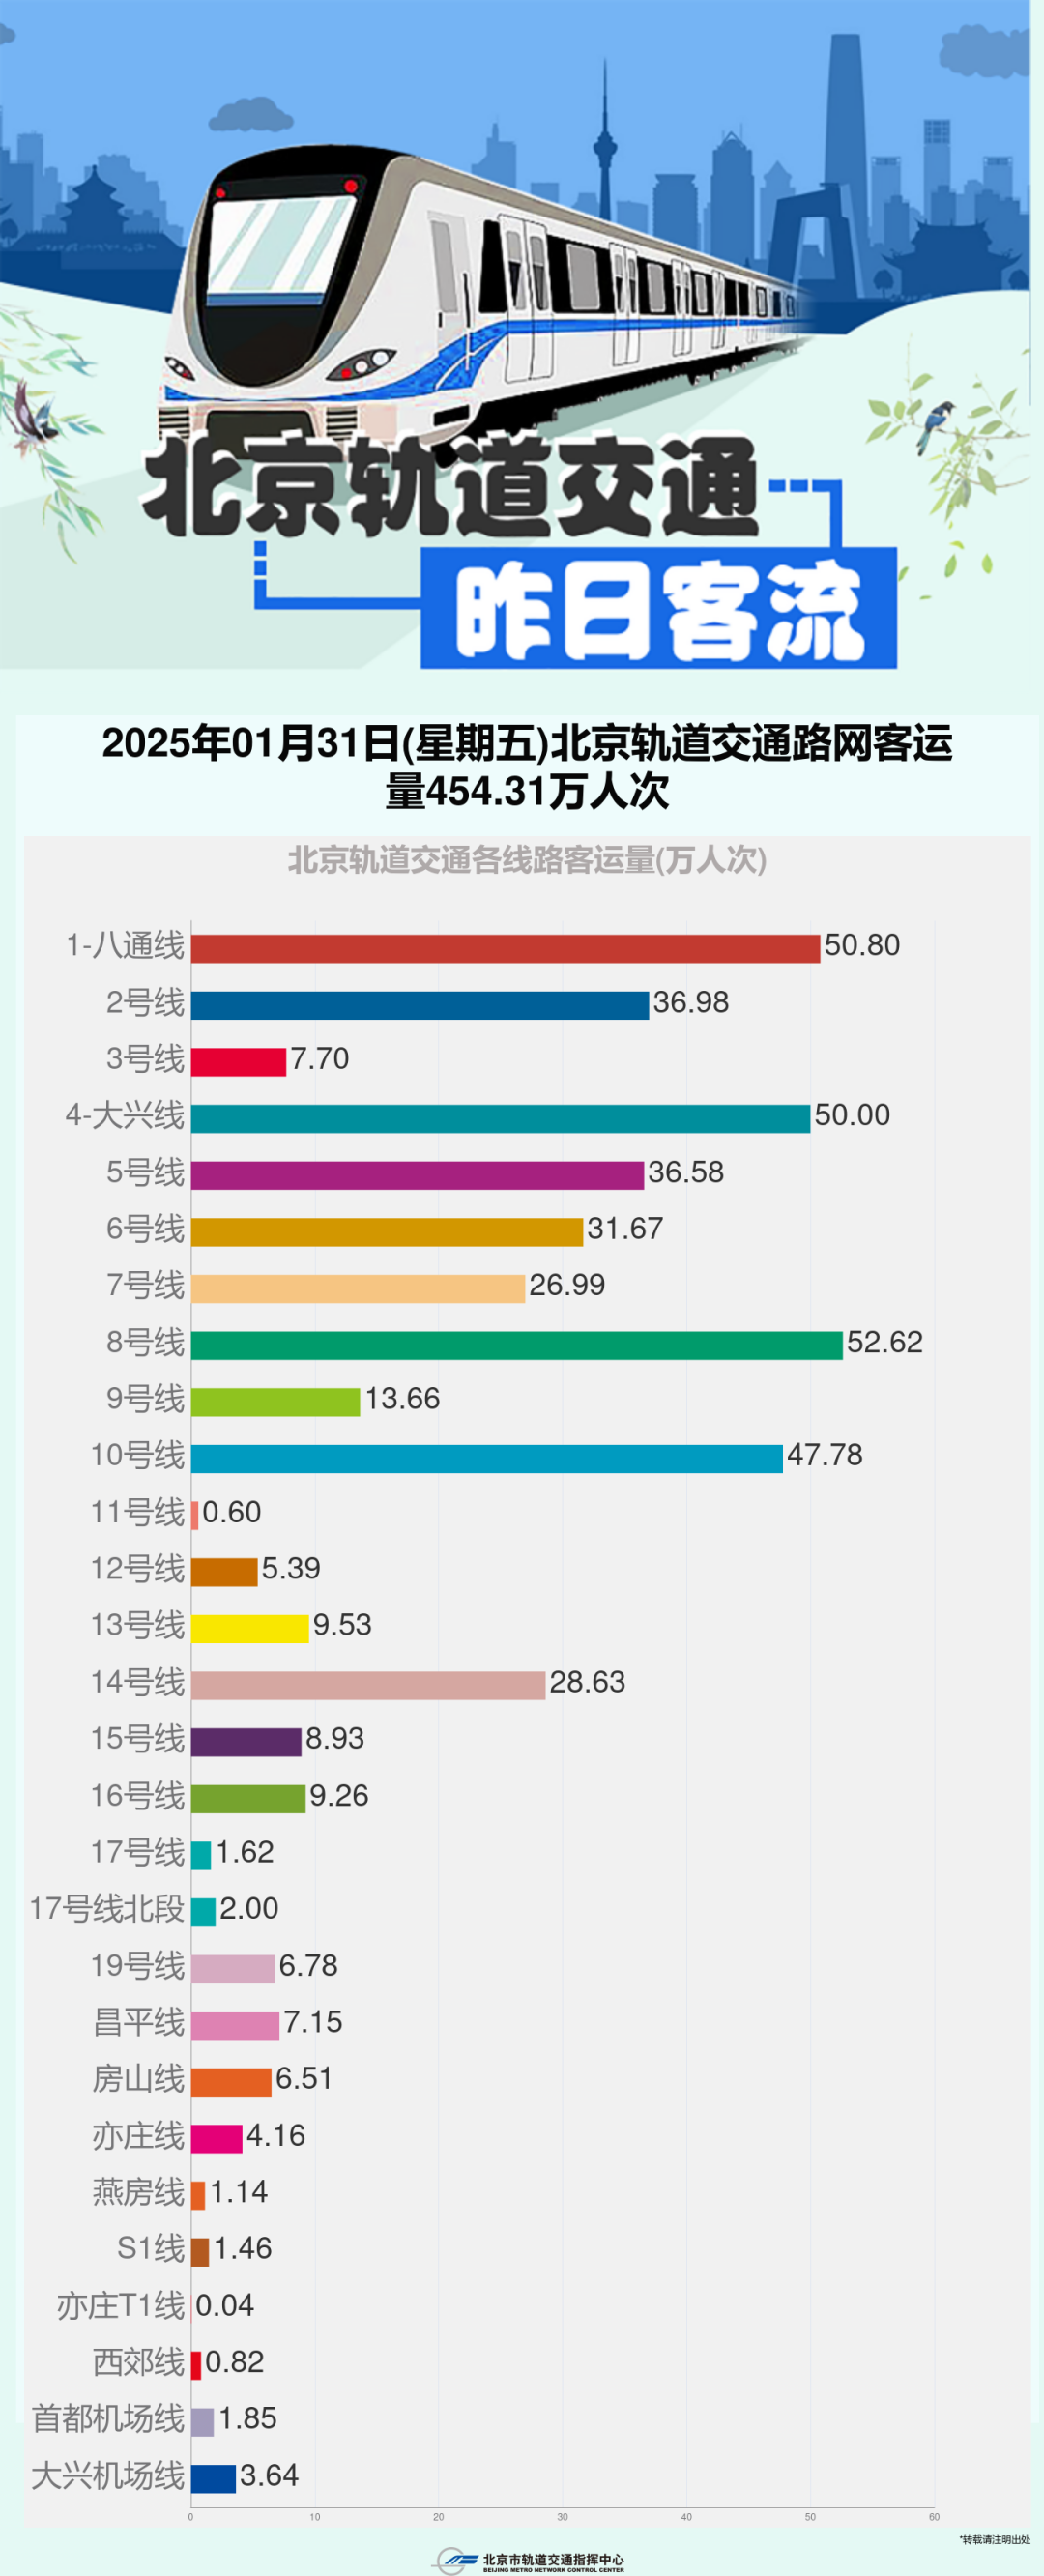 北京轨道交通
昨日客流
2025年01月31日(星期五)北京轨道交通路网客运
量454.31万人次
北京轨道交通各线路客运量(万人次)
1-八通线 50.80
2号线 36.98
3号线 7.70
4-大兴线 50.00
5号线 36.58
6号线 31.67
7号线 26.99
8号线 52.62
9号线 13.66
10号线 47.78
11号线 0.60
12号线 5.39
13号线 9.53
14号线 28.63
15号线 8.93
16号线 9.26
17号线 1.62
17号线北段 2.00
19号线 6.78
昌平线 7.15
房山线 6.51
亦庄线 4.16
燕房线 1.14
S1线 1.46
亦庄T1线 0.04
西郊线 0.82
首都机场线 1.85
大兴机场线 3.64
0 10 20 30 40 50 60
*转载请注明出处
北京市轨道交通指挥中心
BEIJING METRO NETWORK CONTROL CENTER